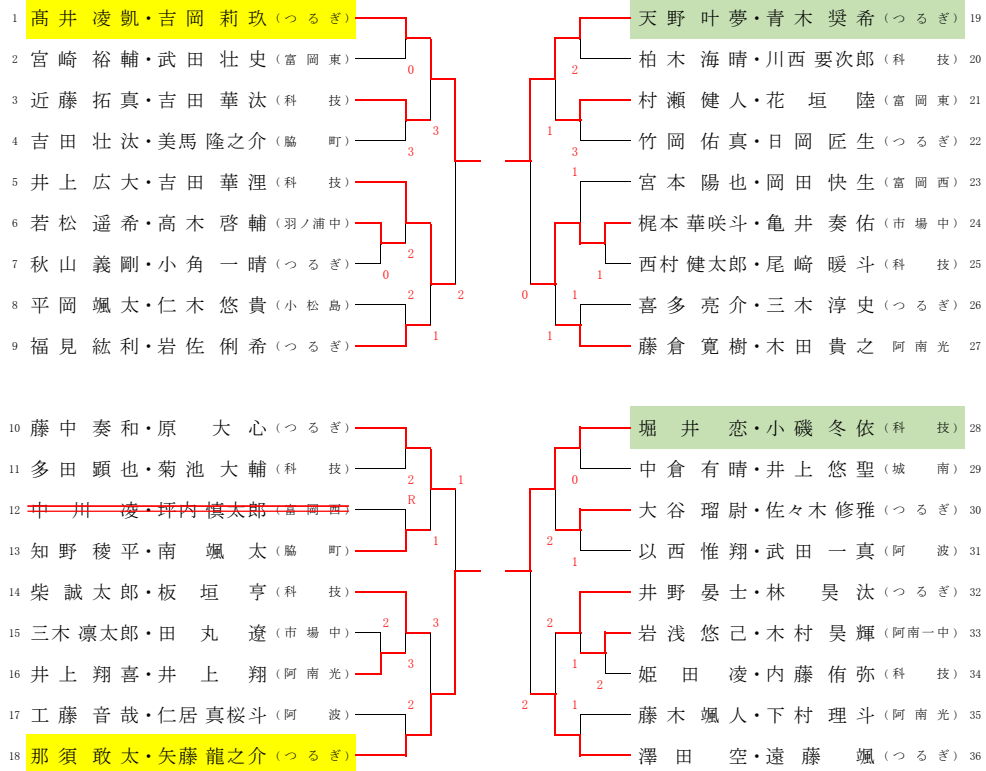 1 髙井凌凱・吉岡莉玖(つるぎ)
2 宮崎裕輔・武田壮史(富岡東)
0
3 近藤拓真・吉田華汰(科技)
3
4 吉田壮汰・美馬隆之介(脇町)
3
5 井上広大・吉田華浬(科技)
6 若松遥希・高木啓輔(羽ノ浦中)
2
7 秋山義剛・小角一晴(つるぎ)
0
2 2
8 平岡颯太・仁木悠貴(小松島)
1
9 福見紘利・岩佐俐希(つるぎ)
10 藤中奏和・原大心(つるぎ)
11 多田顕也・菊池大輔(科技)
2 1
R
12 中川凌・坪内慎太郎(富岡西)
1
13 知野稜平・南颯太(脇町)
14 柴誠太郎・板垣亨(科技)
2 3
15 三木凛太郎・田丸遼(市場中)
3
16 井上翔喜・井上翔(阿南光)
2
17 工藤音哉・仁居真桜斗(阿波)
18 那須敢太・矢藤龍之介(つるぎ)
天野叶夢・青木奨希(つるぎ) 19
柏木海晴・川西要次郎(科技) 20
2
村瀬健人・花垣陸(富岡東) 21
1
竹岡佑真・日岡匠生(つるぎ) 22
3
1
宮本陽也・岡田快生(富岡西) 23
梶本華咲斗・亀井奏佑(市場中) 24
西村健太郎・尾﨑暖斗(科技) 25
1
0 1
喜多亮介・三木淳史(つるぎ) 26
1
藤倉寛樹・木田貴之 阿南光 27
堀井恋・小磯冬依(科技) 28
中倉有晴・井上悠聖(城南) 29
0
大谷瑠尉・佐々木修雅(つるぎ) 30
2
以西惟翔・武田一真(阿波) 31
1
井野晏士・林昊汰(つるぎ) 32
2
岩浅悠己・木村昊輝(阿南一中) 33
1
姫田凌・内藤侑弥(科技) 34
2
2 1
藤木颯人・下村理斗(阿南光) 35
澤田空・遠藤颯(つるぎ) 36